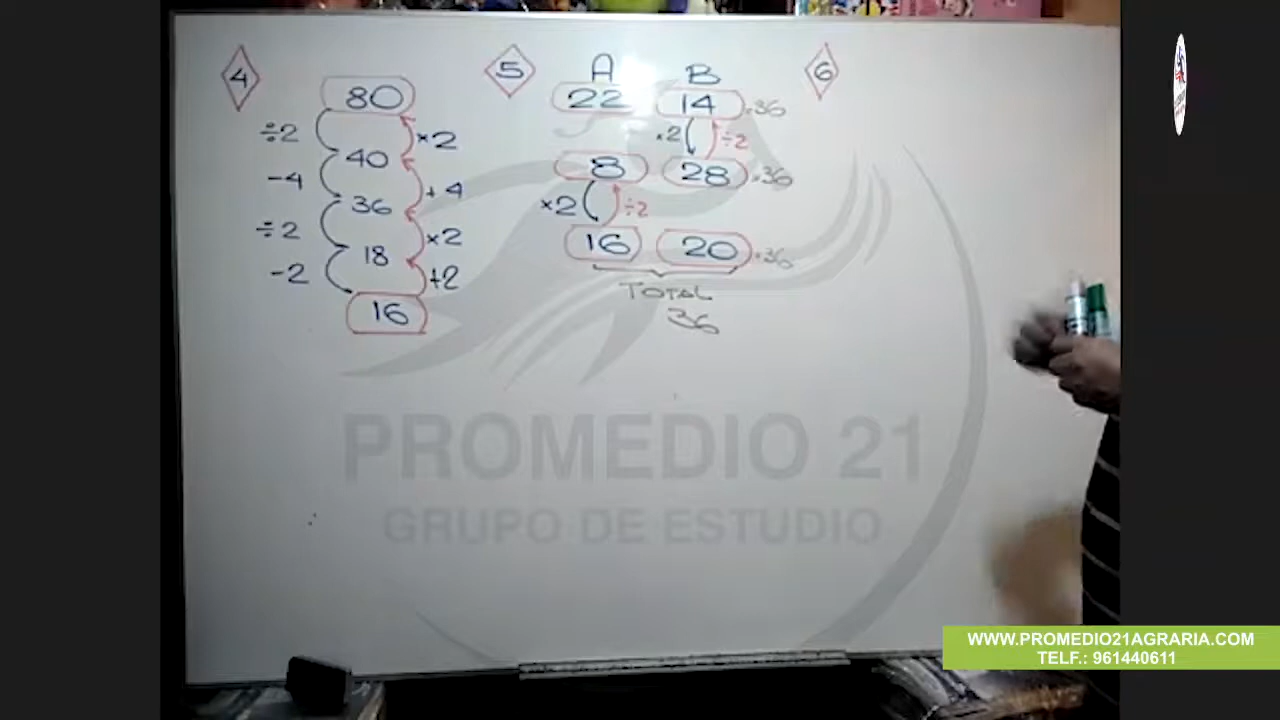 4
80
÷2 ×2
40
-4 +4
36
÷2 ×2
18
-2 +2
16
5
A B
22 14 =36
×2 ÷2
8 28 =36
×2 ÷2
16 20 =36
TOTAL
36
6
PROMEDIO 21
GRUPO DE ESTUDIO
WWW.PROMEDIO21AGRARIA.COM
TELF.: 961440611